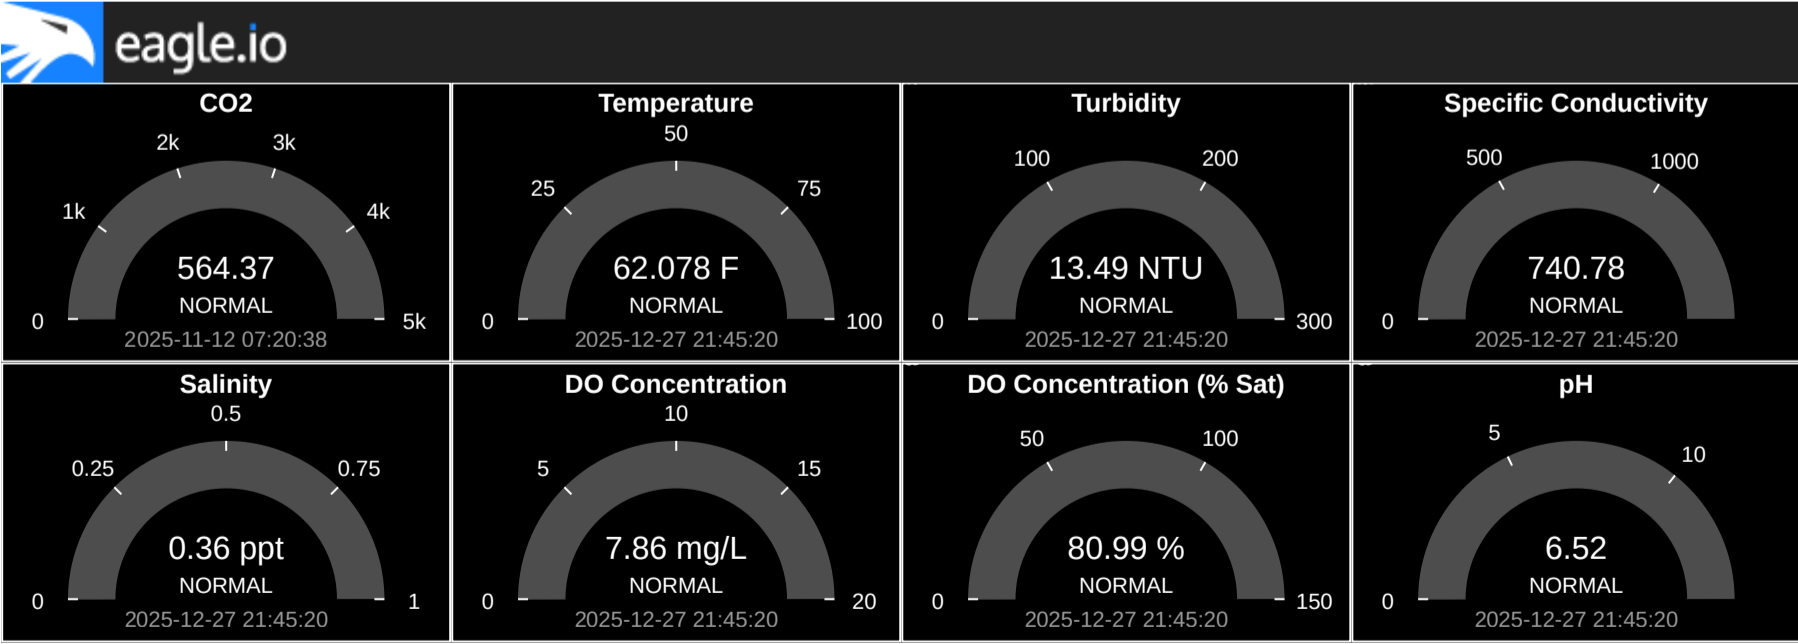 eagle.io
CO2
0
1k
2k
3k
4k
5k
564.37
NORMAL
2025-11-12 07:20:38
Temperature
0
25
50
75
100
62.078 F
NORMAL
2025-12-27 21:45:20
Turbidity
0
100
200
300
13.49 NTU
NORMAL
2025-12-27 21:45:20
Specific Conductivity
0
500
1000
740.78
NORMAL
2025-12-27 21:45:20
Salinity
0
0.25
0.5
0.75
1
0.36 ppt
NORMAL
2025-12-27 21:45:20
DO Concentration
0
5
10
15
20
7.86 mg/L
NORMAL
2025-12-27 21:45:20
DO Concentration (% Sat)
0
50
100
150
80.99 %
NORMAL
2025-12-27 21:45:20
pH
0
5
10
6.52
NORMAL
2025-12-27 21:45:20